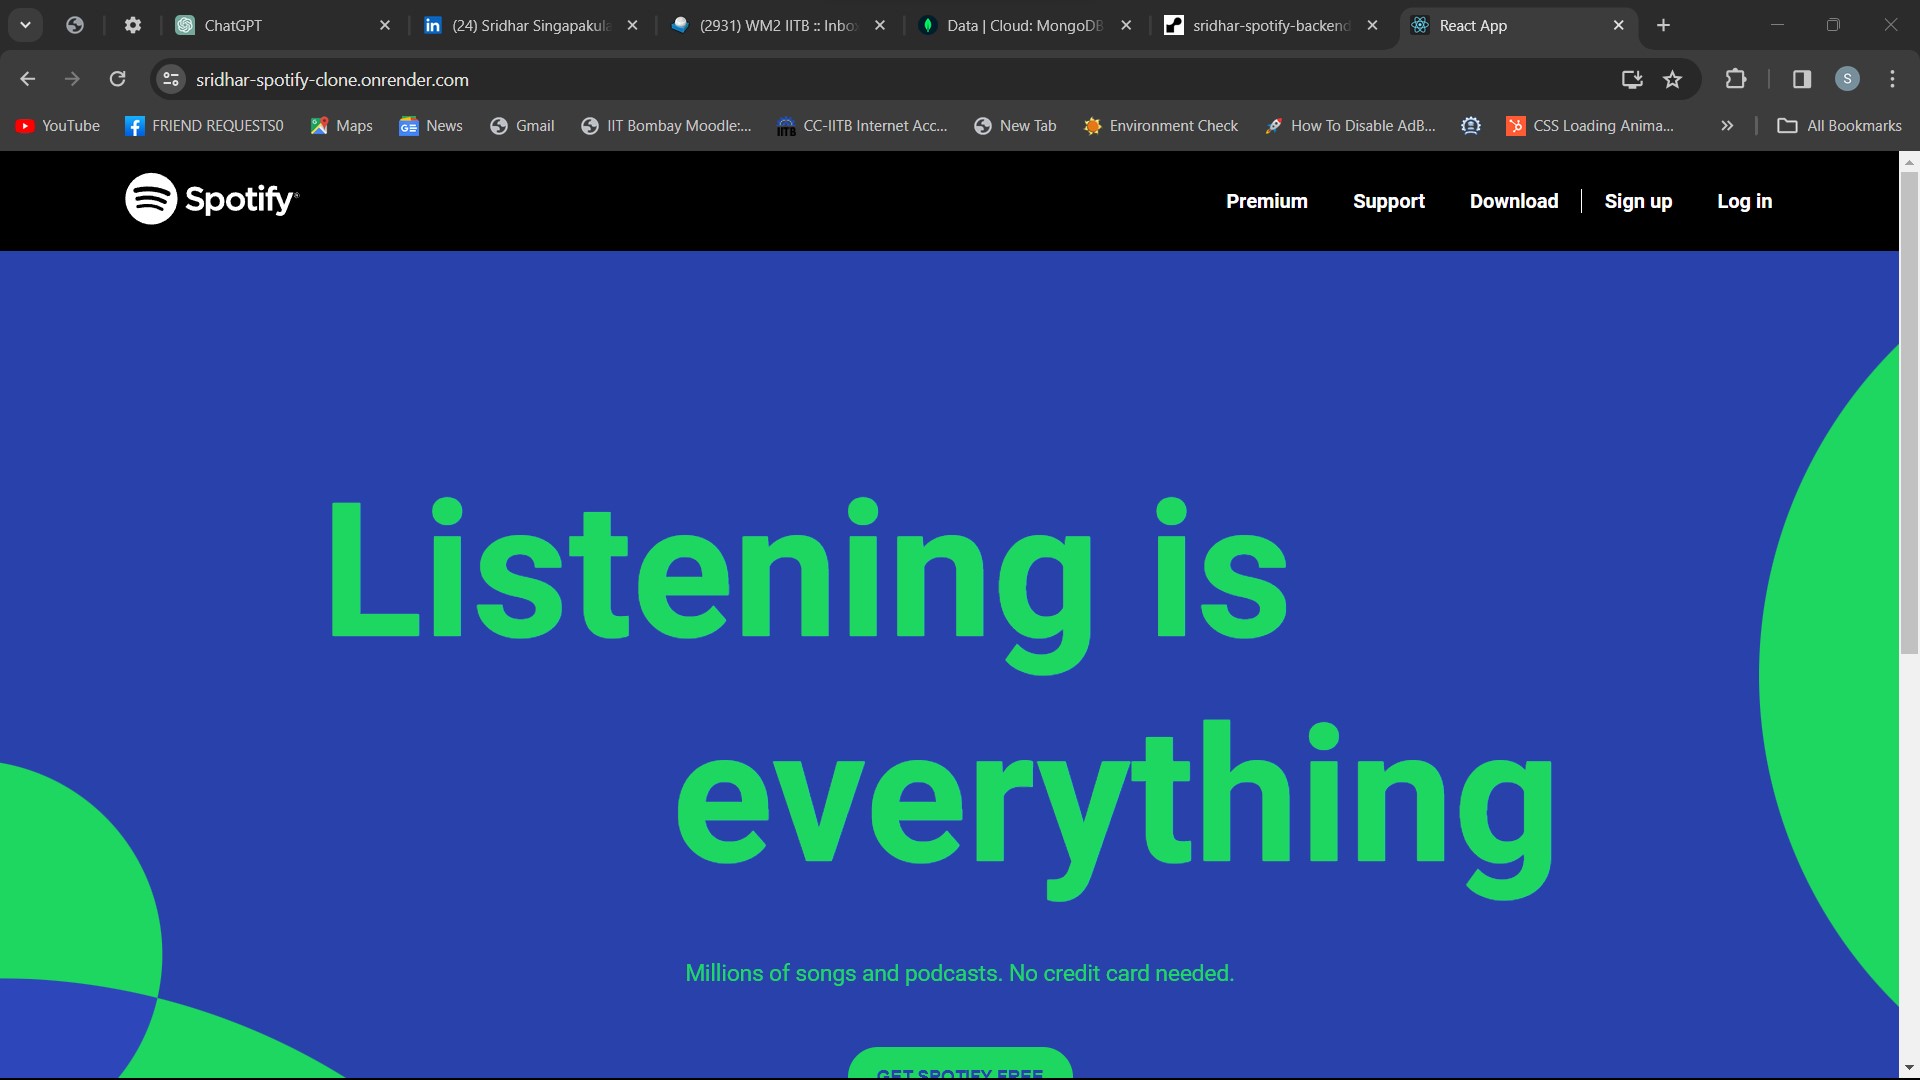 ChatGPT
(24) Sridhar Singapakula
(2931) WM2 IITB :: Inbox
Data | Cloud: MongoDB
sridhar-spotify-backend
React App
sridhar-spotify-clone.onrender.com
S
YouTube
FRIEND REQUESTS0
Maps
News
Gmail
IIT Bombay Moodle:...
CC-IITB Internet Acc...
New Tab
Environment Check
How To Disable AdB...
CSS Loading Anima...
All Bookmarks
Spotify®
Premium
Support
Download
Sign up
Log in
Listening is
everything
Millions of songs and podcasts. No credit card needed.
GET SPOTIFY FREE